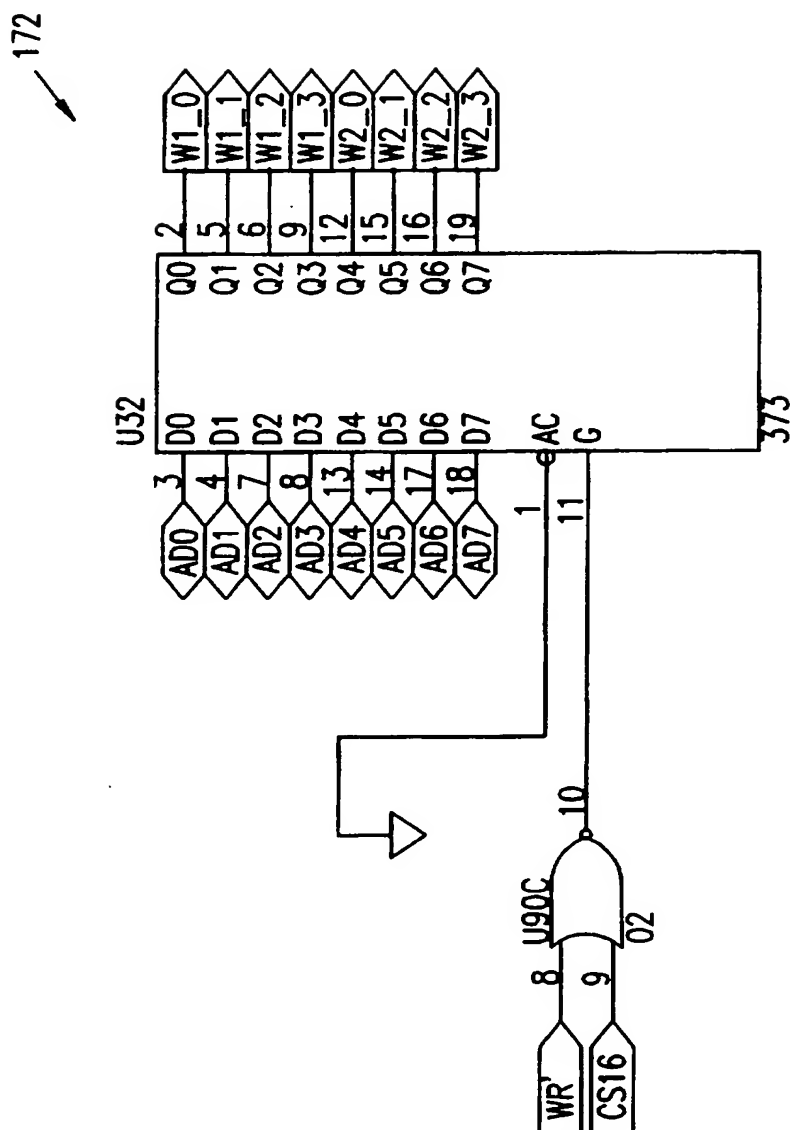 172
U32
AD0 3 D0 Q0 2 W1_0
AD1 4 D1 Q1 5 W1_1
AD2 7 D2 Q2 6 W1_2
AD3 8 D3 Q3 9 W1_3
AD4 13 D4 Q4 12 W2_0
AD5 14 D5 Q5 15 W2_1
AD6 17 D6 Q6 16 W2_2
AD7 18 D7 Q7 19 W2_3
1 AC
11 G
373
U90C
WR' 8
10
CS16 9
02